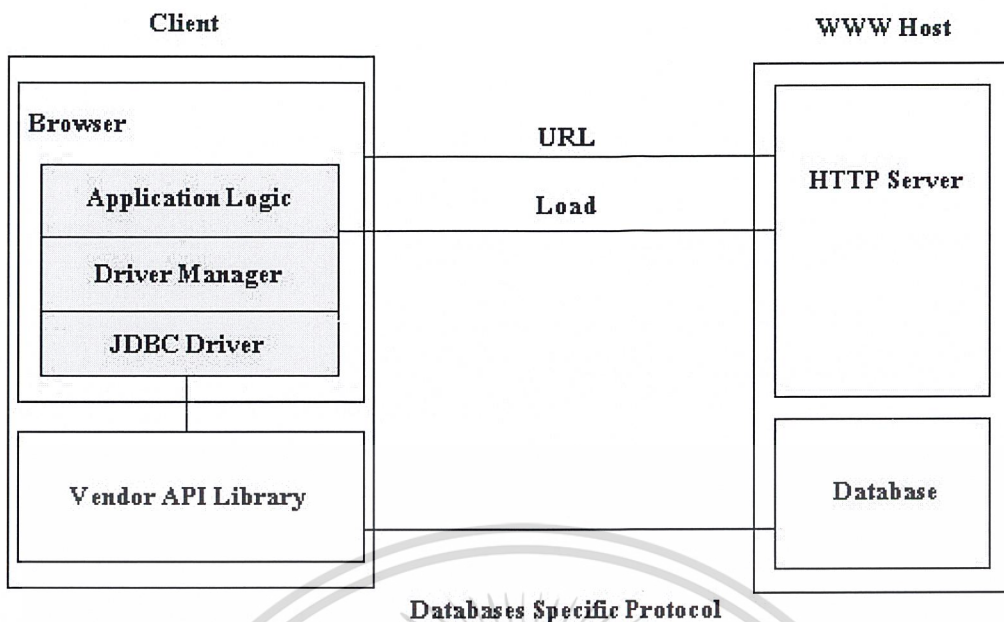 Client
WWW Host
Browser
URL
HTTP Server
Application Logic
Load
Driver Manager
JDBC Driver
Vendor API Library
Database
Databases Specific Protocol